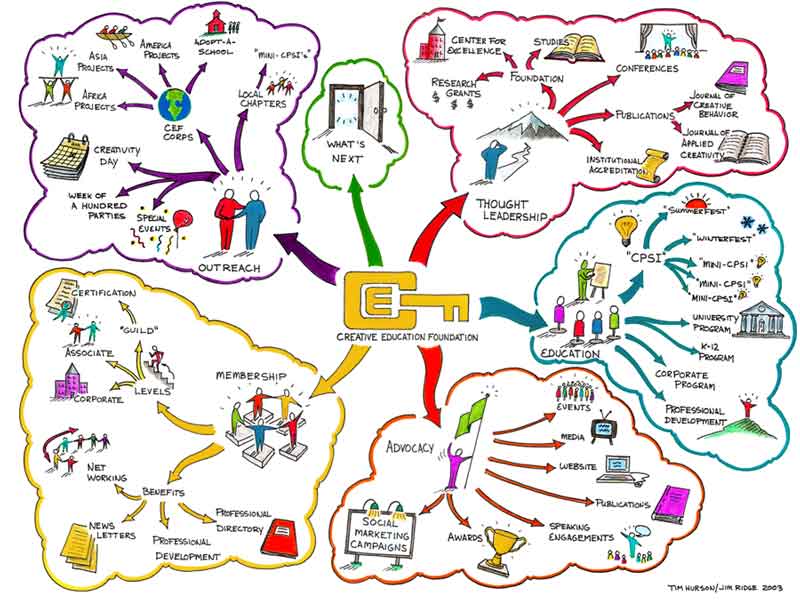 ASIA
PROJECTS
AMERICA
PROJECTS
ADOPT-A-
SCHOOL
"MINI-CPSI's"
AFRICA
PROJECTS
CEF
CORPS
LOCAL
CHAPTERS
CREATIVITY
DAY
WEEK OF
A HUNDRED
PARTIES
SPECIAL
EVENTS
OUTREACH
WHAT'S
NEXT
CENTER FOR
EXCELLENCE
STUDIES
RESEARCH
GRANTS
$ $ $
FOUNDATION
CONFERENCES
PUBLICATIONS
JOURNAL OF
CREATIVE
BEHAVIOR
JOURNAL OF
APPLIED
CREATIVITY
INSTITUTIONAL
ACCREDITATION
THOUGHT
LEADERSHIP
"SUMMERFEST"
"CPSI"
"WINTERFEST"
"MINI-CPSI"
"MINI-CPSI"
"MINI-CPSI"
UNIVERSITY
PROGRAM
K-12
PROGRAM
CORPORATE
PROGRAM
PROFESSIONAL
DEVELOPMENT
EDUCATION
CE
CREATIVE EDUCATION FOUNDATION
CERTIFICATION
"GUILD"
ASSOCIATE
CORPORATE
LEVELS
MEMBERSHIP
NET
WORKING
BENEFITS
NEWS
LETTERS
PROFESSIONAL
DEVELOPMENT
PROFESSIONAL
DIRECTORY
ADVOCACY
EVENTS
MEDIA
WEBSITE
PUBLICATIONS
SPEAKING
ENGAGEMENTS
AWARDS
SOCIAL
MARKETING
CAMPAIGNS
TIM HURSON/JIM RIDGE 2003